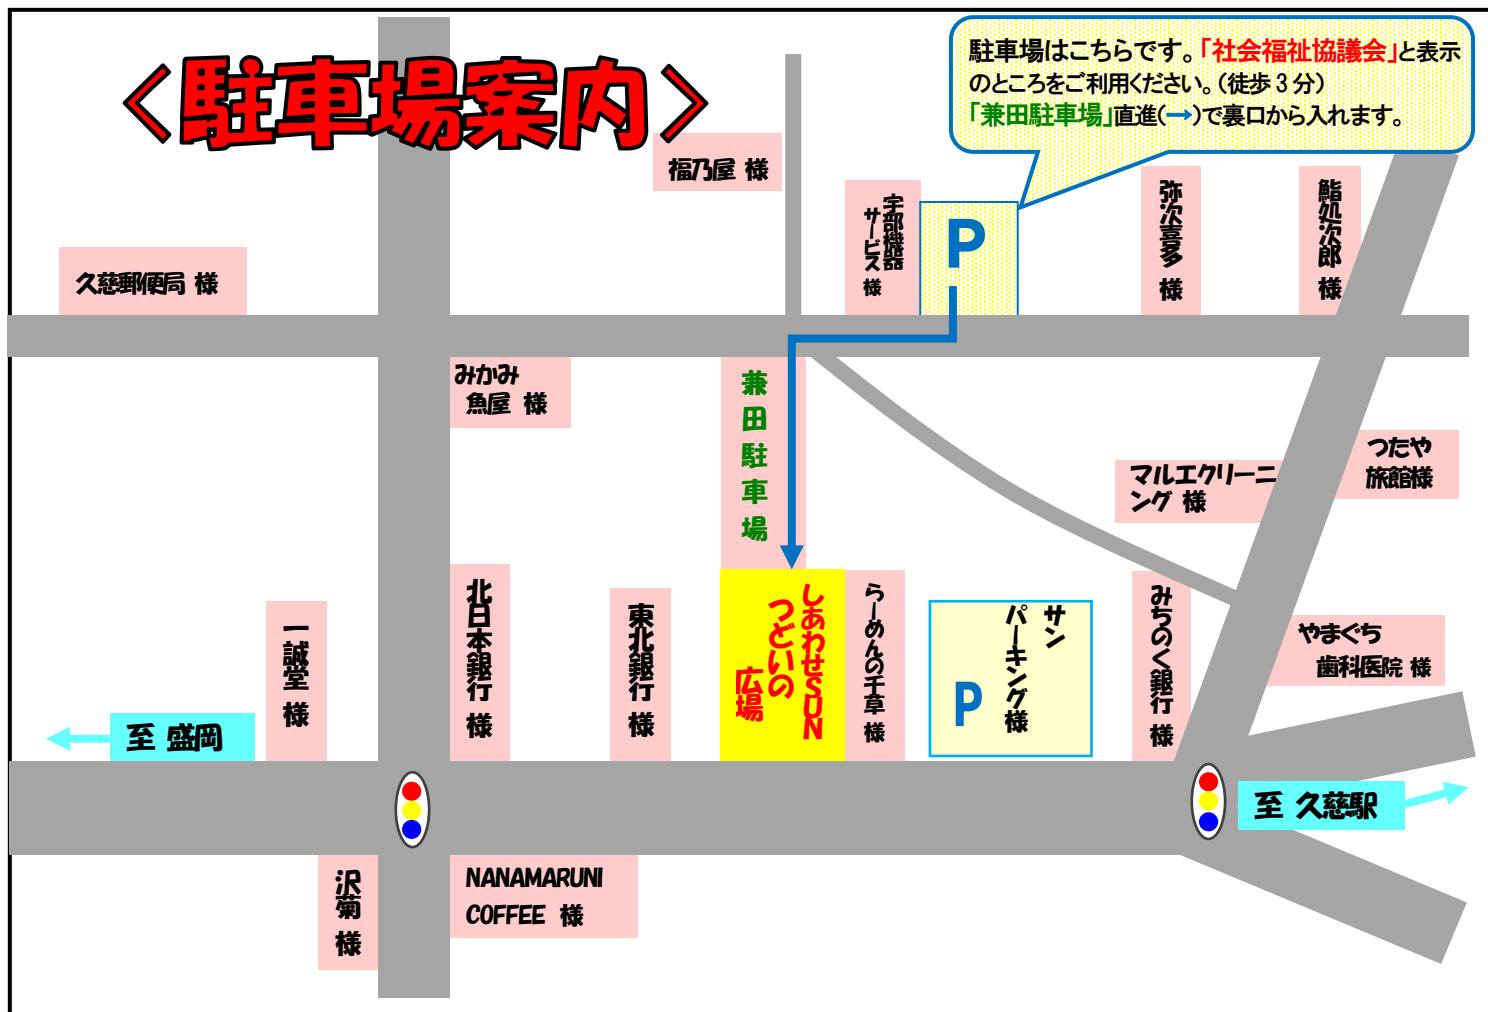 ＜駐車場案内＞
駐車場はこちらです。「社会福祉協議会」と表示
のところをご利用ください。(徒歩３分)
「兼田駐車場」直進(→)で裏口から入れます。
福乃屋 様
宇部機器
サービス 様
P
弥次喜多 様
鮨処次郎 様
久慈郵便局 様
みかみ
魚屋 様
兼田駐車場
つたや
旅館様
マルエクリーニ
ング 様
一誠堂 様
北日本銀行 様
東北銀行 様
しあわせSUN
つどいの
広場
らーめんの千草 様
サン
パーキング様
P
みちのく銀行 様
やまぐち
歯科医院 様
至 盛岡
至 久慈駅
沢菊 様
NANAMARUNI
COFFEE 様